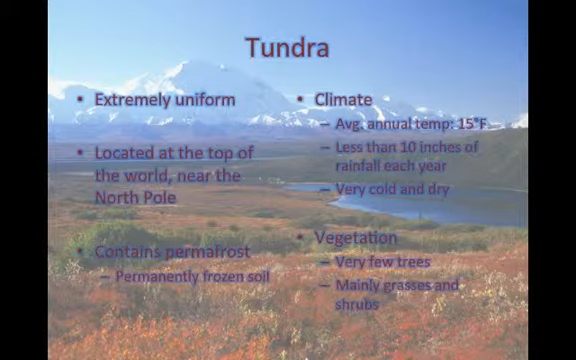 Tundra
• Extremely uniform
• Located at the top of
the world, near the
North Pole
• Contains permafrost
– Permanently frozen soil
• Climate
– Avg. annual temp: 15˚F
– Less than 10 inches of
rainfall each year
– Very cold and dry
• Vegetation
– Very few trees
– Mainly grasses and
shrubs